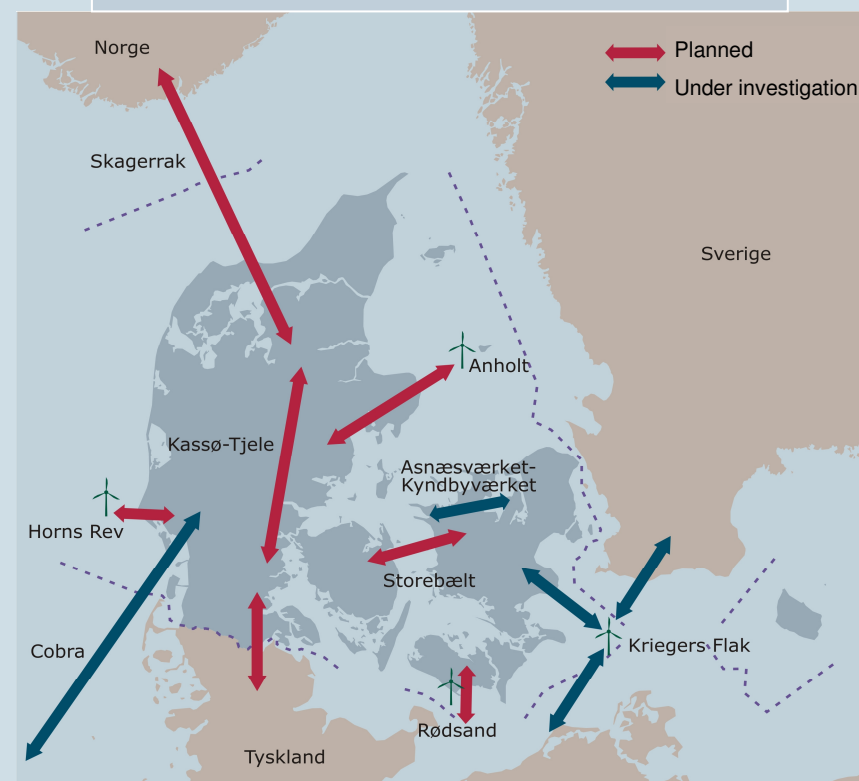 Norge
Planned
Under investigation
Skagerrak
Sverige
Anholt
Kassø-Tjele
Asnæsværket-
Kyndbyværket
Horns Rev
Storebælt
Cobra
Kriegers Flak
Rødsand
Tyskland